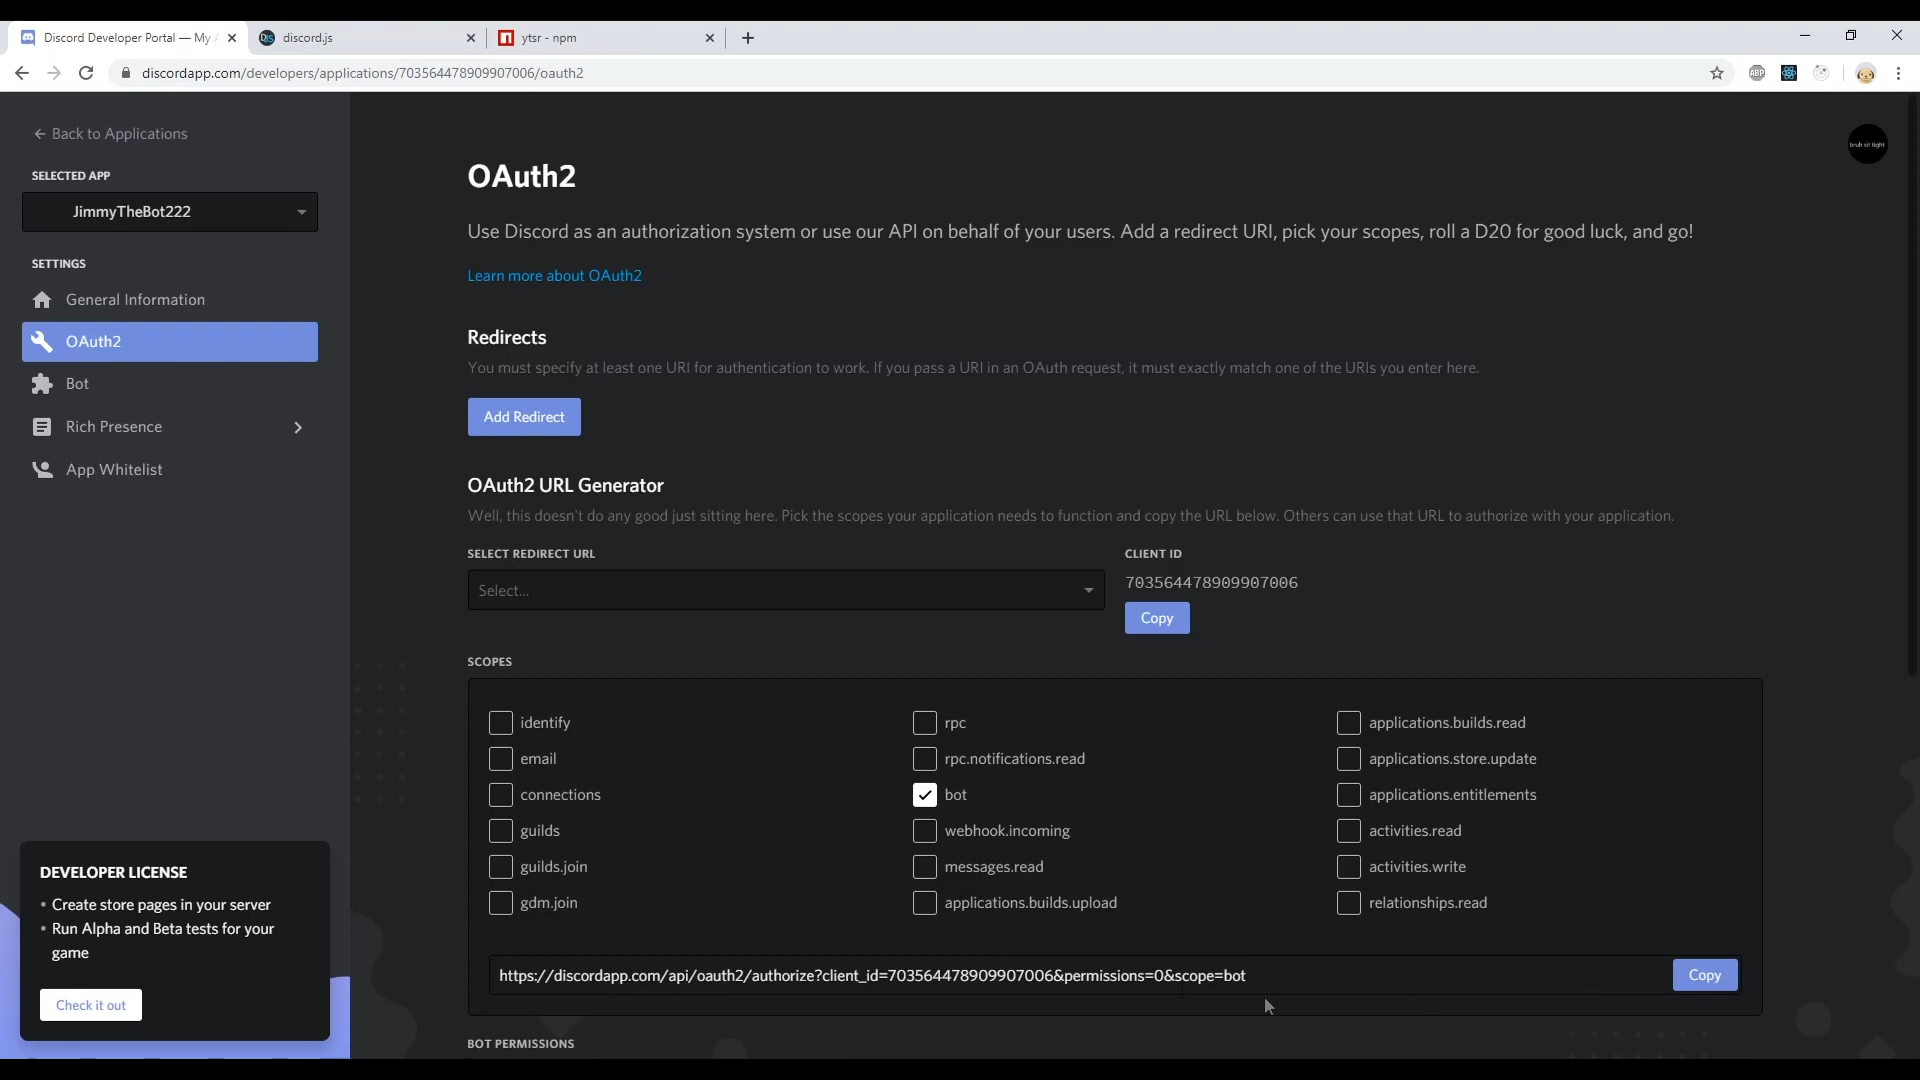 Discord Developer Portal — My A
discord.js
ytsr - npm
discordapp.com/developers/applications/703564478909907006/oauth2
ABP
Back to Applications
SELECTED APP
JimmyTheBot222
SETTINGS
General Information
OAuth2
Bot
Rich Presence
App Whitelist
DEVELOPER LICENSE
• Create store pages in your server
• Run Alpha and Beta tests for your
game
Check it out
bruh sit tight
OAuth2
Use Discord as an authorization system or use our API on behalf of your users. Add a redirect URI, pick your scopes, roll a D20 for good luck, and go!
Learn more about OAuth2
Redirects
You must specify at least one URI for authentication to work. If you pass a URI in an OAuth request, it must exactly match one of the URIs you enter here.
Add Redirect
OAuth2 URL Generator
Well, this doesn't do any good just sitting here. Pick the scopes your application needs to function and copy the URL below. Others can use that URL to authorize with your application.
SELECT REDIRECT URL
Select...
CLIENT ID
703564478909907006
Copy
SCOPES
identify
email
connections
guilds
guilds.join
gdm.join
rpc
rpc.notifications.read
bot
webhook.incoming
messages.read
applications.builds.upload
applications.builds.read
applications.store.update
applications.entitlements
activities.read
activities.write
relationships.read
https://discordapp.com/api/oauth2/authorize?client_id=703564478909907006&permissions=0&scope=bot
Copy
BOT PERMISSIONS